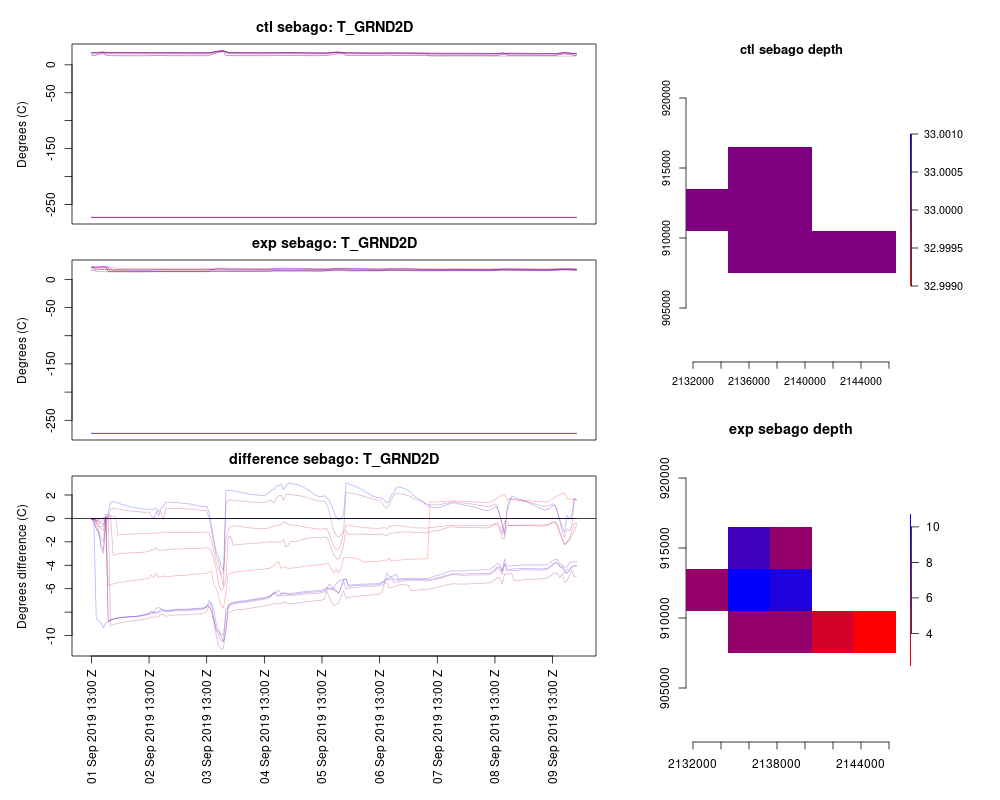 ctl sebago: T_GRND2D
Degrees (C)
0
-50
-150
-250
exp sebago: T_GRND2D
Degrees (C)
0
-50
-150
-250
difference sebago: T_GRND2D
Degrees difference (C)
2
0
-2
-4
-6
-10
01 Sep 2019 13:00 Z
02 Sep 2019 13:00 Z
03 Sep 2019 13:00 Z
04 Sep 2019 13:00 Z
05 Sep 2019 13:00 Z
06 Sep 2019 13:00 Z
07 Sep 2019 13:00 Z
08 Sep 2019 13:00 Z
09 Sep 2019 13:00 Z
ctl sebago depth
920000
915000
910000
905000
2132000 2136000 2140000 2144000
33.0010
33.0005
33.0000
32.9995
32.9990
exp sebago depth
920000
915000
910000
905000
2132000 2138000 2144000
10
8
6
4